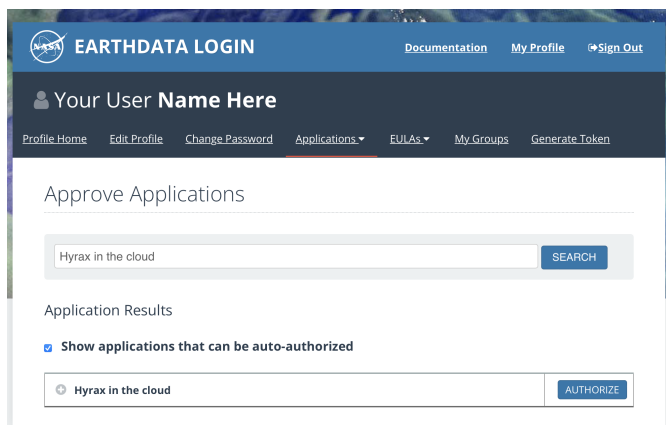 NASA
EARTHDATA LOGIN
Documentation
My Profile
Sign Out
Your User Name Here
Profile Home
Edit Profile
Change Password
Applications
EULAs
My Groups
Generate Token
Approve Applications
Hyrax in the cloud
SEARCH
Application Results
Show applications that can be auto-authorized
Hyrax in the cloud
AUTHORIZE